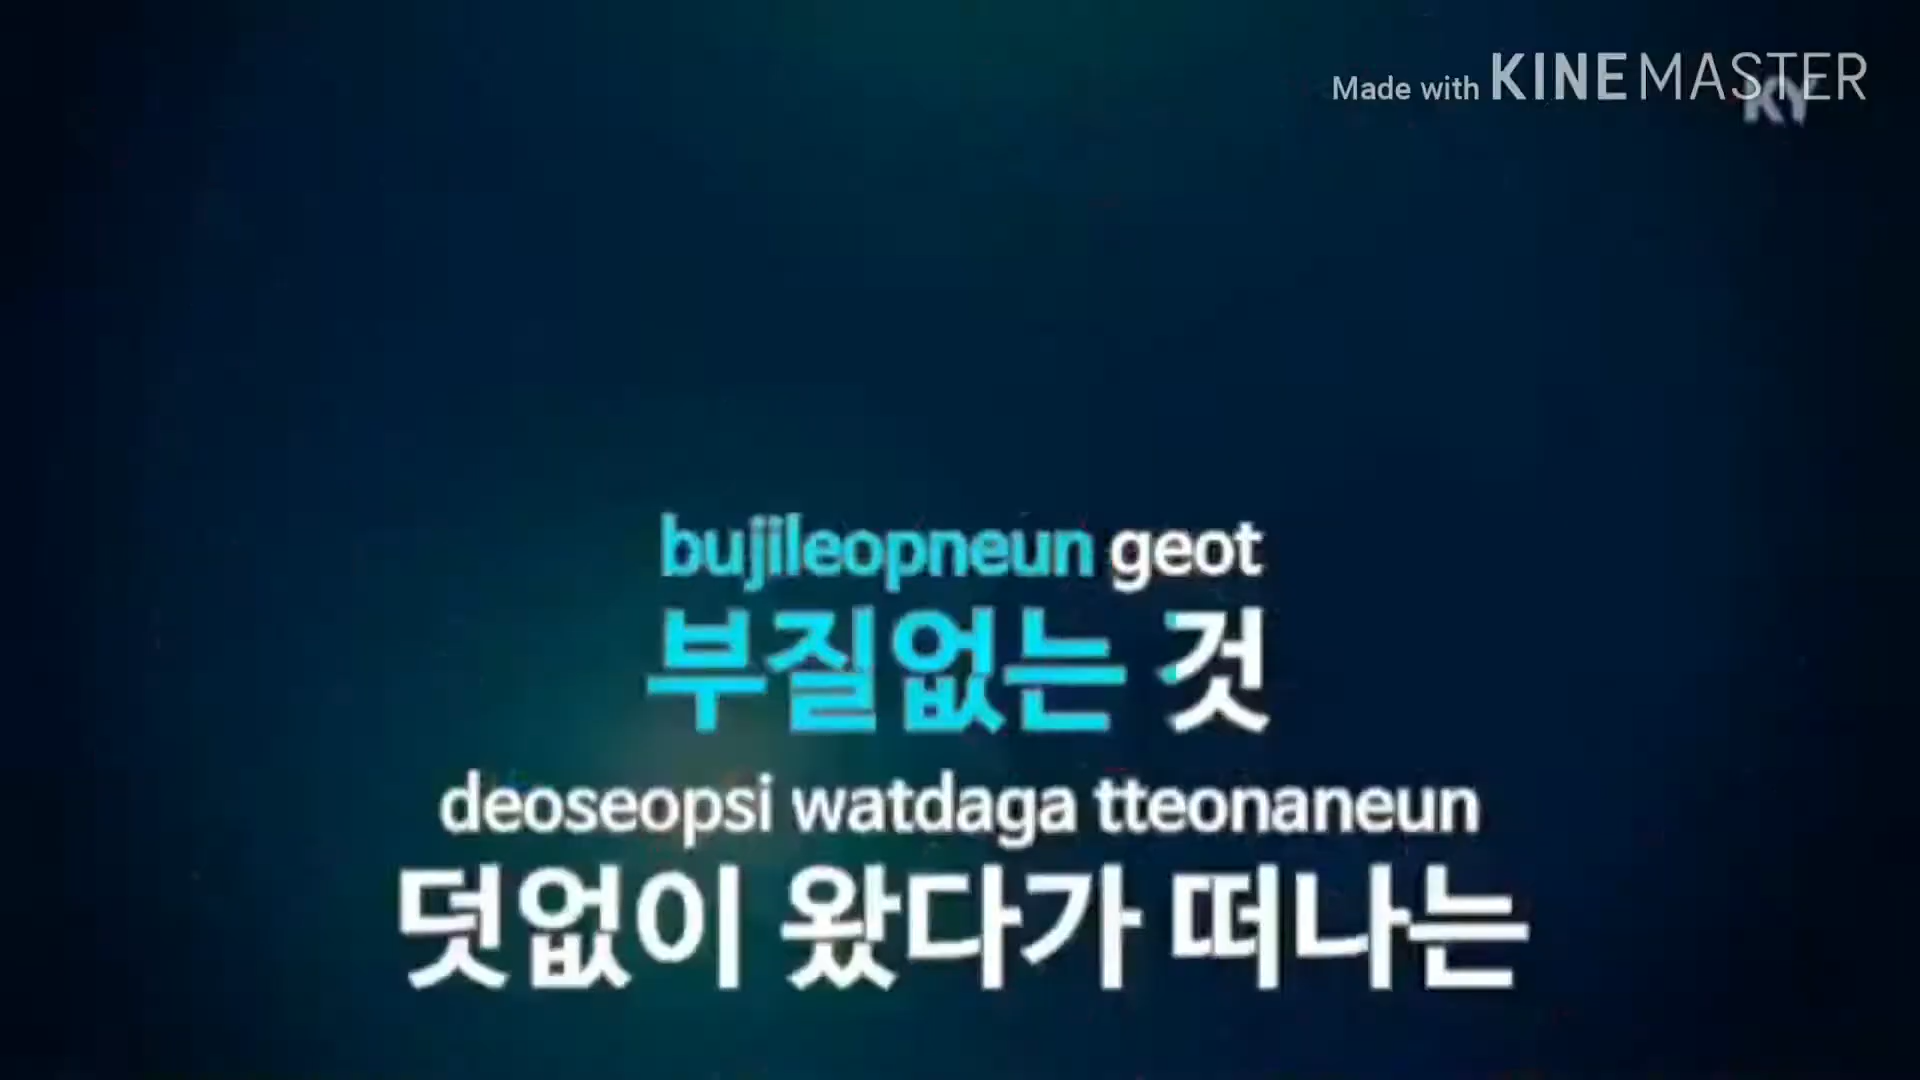 Made with KINEMASTER
KY
bujileopneun geot
부질없는 것
deoseopsi watdaga tteonaneun
덧없이 왔다가 떠나는